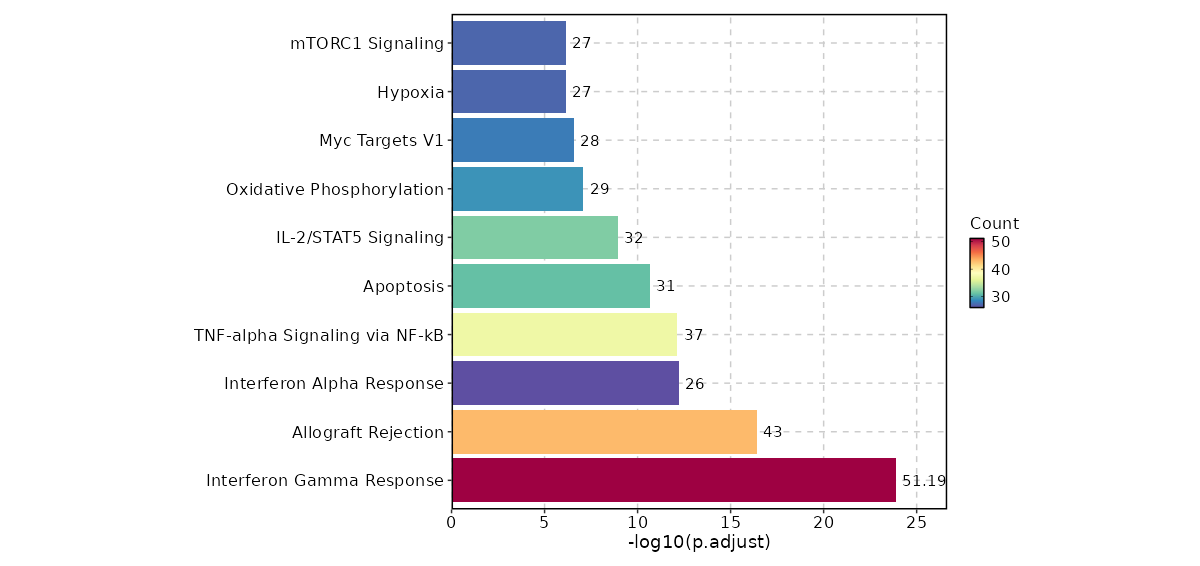 mTORC1 Signaling 27
Hypoxia 27
Myc Targets V1 28
Oxidative Phosphorylation 29
IL-2/STAT5 Signaling 32
Apoptosis 31
TNF-alpha Signaling via NF-kB 37
Interferon Alpha Response 26
Allograft Rejection 43
Interferon Gamma Response 51.19
0 5 10 15 20 25
-log10(p.adjust)
Count
50
40
30